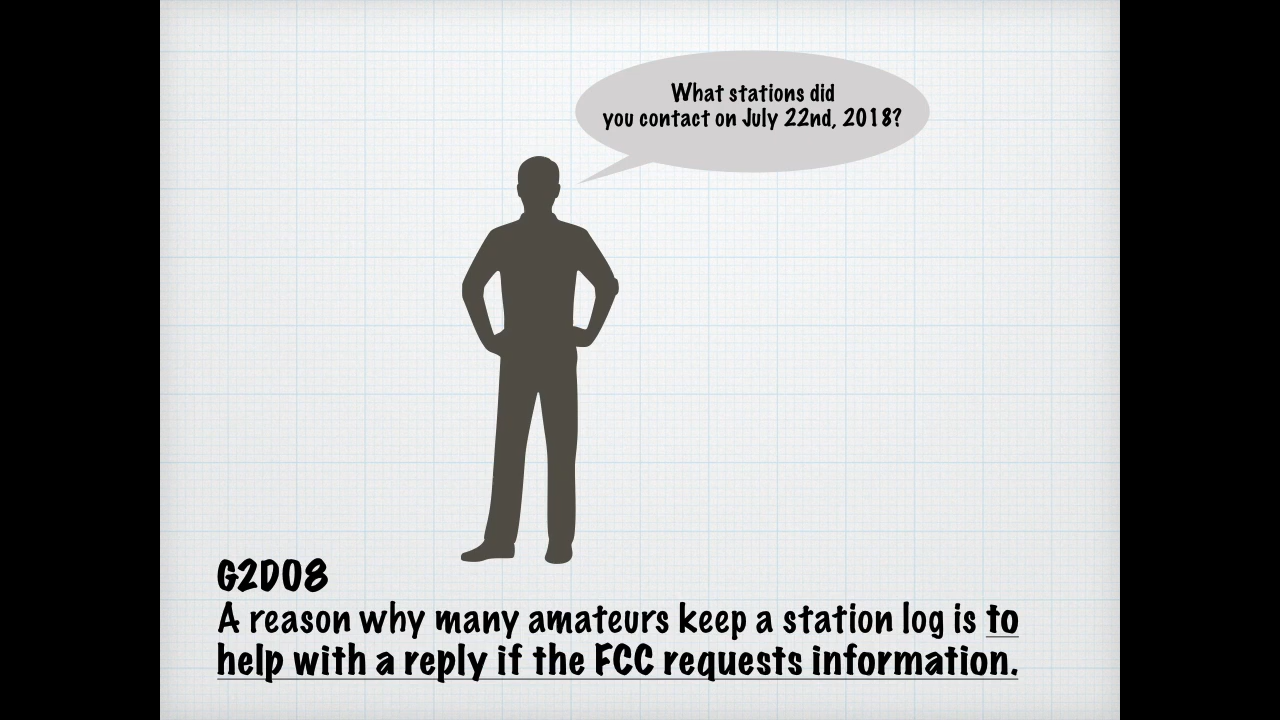 What stations did
you contact on July 22nd, 2018?
G2D08
A reason why many amateurs keep a station log is to
help with a reply if the FCC requests information.